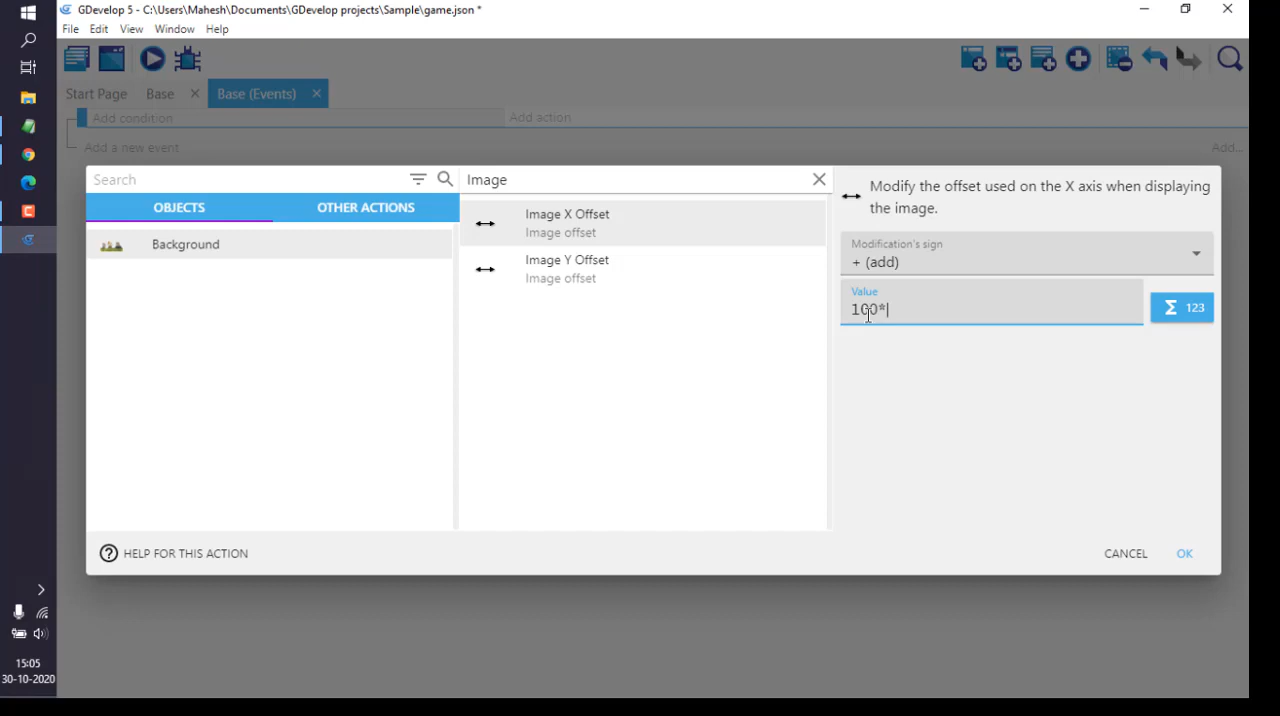 GDevelop 5 - C:\Users\Mahesh\Documents\GDevelop projects\Sample\game.json *
File Edit View Window Help
Start Page Base × Base (Events) ×
Add condition Add action
Add a new event Add...
Search Image
Modify the offset used on the X axis when displaying
the image.
OBJECTS OTHER ACTIONS
Background
Image X Offset
Image offset
Image Y Offset
Image offset
Modification's sign
+ (add)
Value
100*
Σ 123
? HELP FOR THIS ACTION
CANCEL OK
15:05
30-10-2020